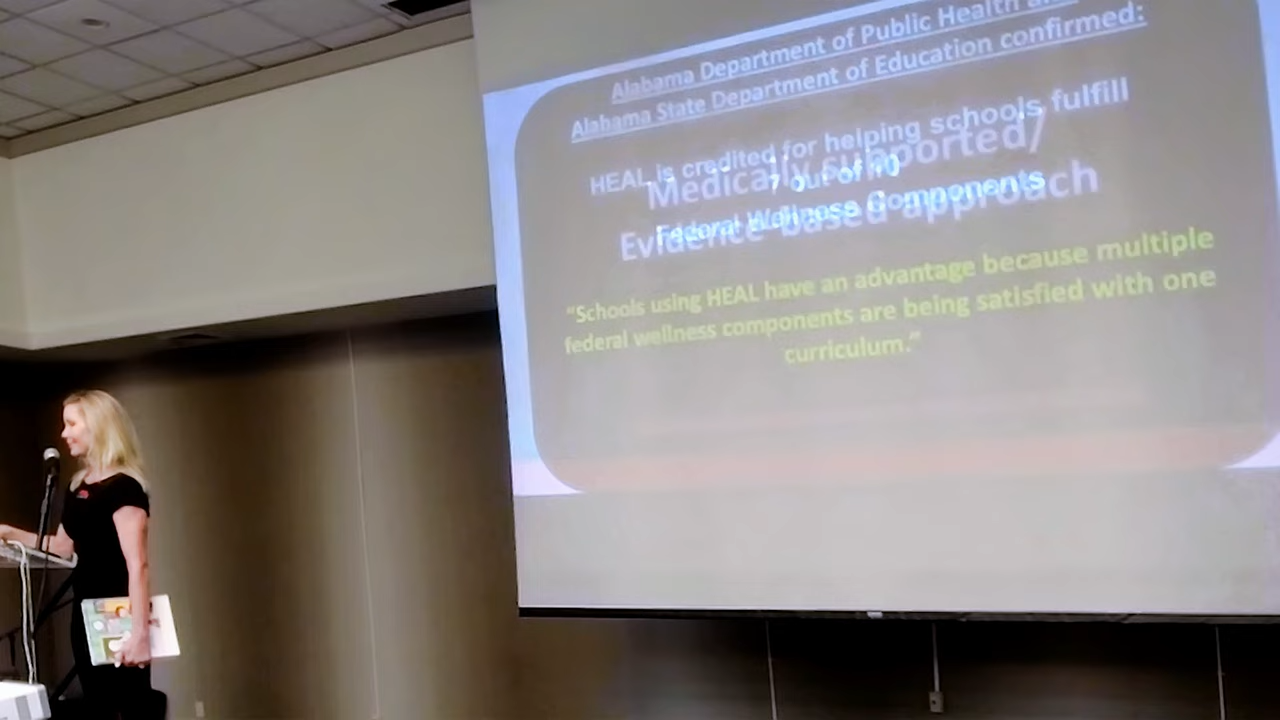 Alabama Department of Public Health
Alabama State Department of Education confirmed:
HEAL is credited for helping schools fulfill
Medically supported/
7 out of 10
Federal Wellness Components
Evidence-based approach
"Schools using HEAL have an advantage because multiple
federal wellness components are being satisfied with one
curriculum."